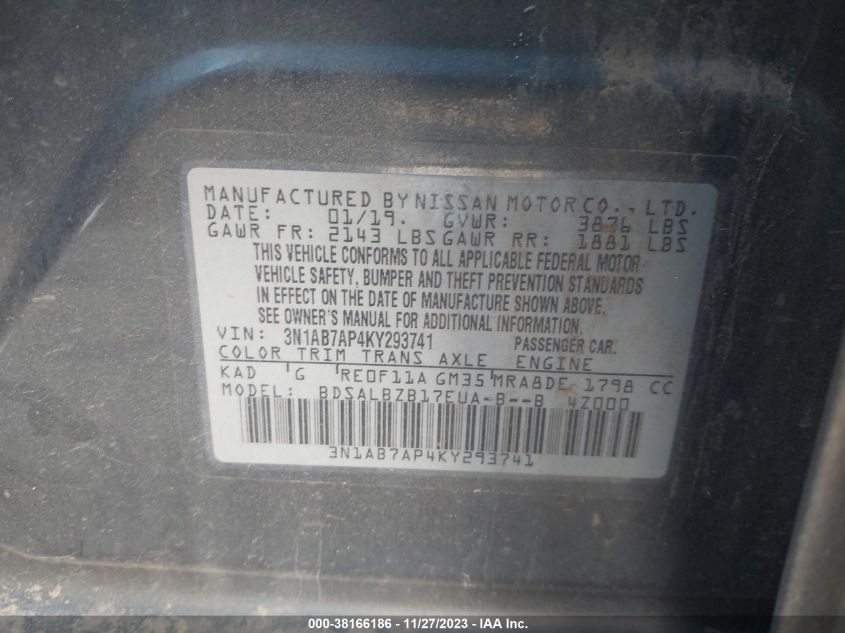 MANUFACTURED BY NISSAN MOTOR CO., LTD.
DATE: 01/19. GVWR: 3876 LBS
GAWR FR: 2143 LBS GAWR RR: 1881 LBS
THIS VEHICLE CONFORMS TO ALL APPLICABLE FEDERAL MOTOR
VEHICLE SAFETY, BUMPER AND THEFT PREVENTION STANDARDS
IN EFFECT ON THE DATE OF MANUFACTURE SHOWN ABOVE,
SEE OWNER'S MANUAL FOR ADDITIONAL INFORMATION.
VIN: 3N1AB7AP4KY293741 PASSENGER CAR.
COLOR TRIM TRANS AXLE ENGINE
KAD G RE0F11A GM35 MRA8DE 1798 CC
MODEL: BDSALBZB17EUA-B--B 4Z000
3N1AB7AP4KY293741
000-38166186 - 11/27/2023 - IAA Inc.